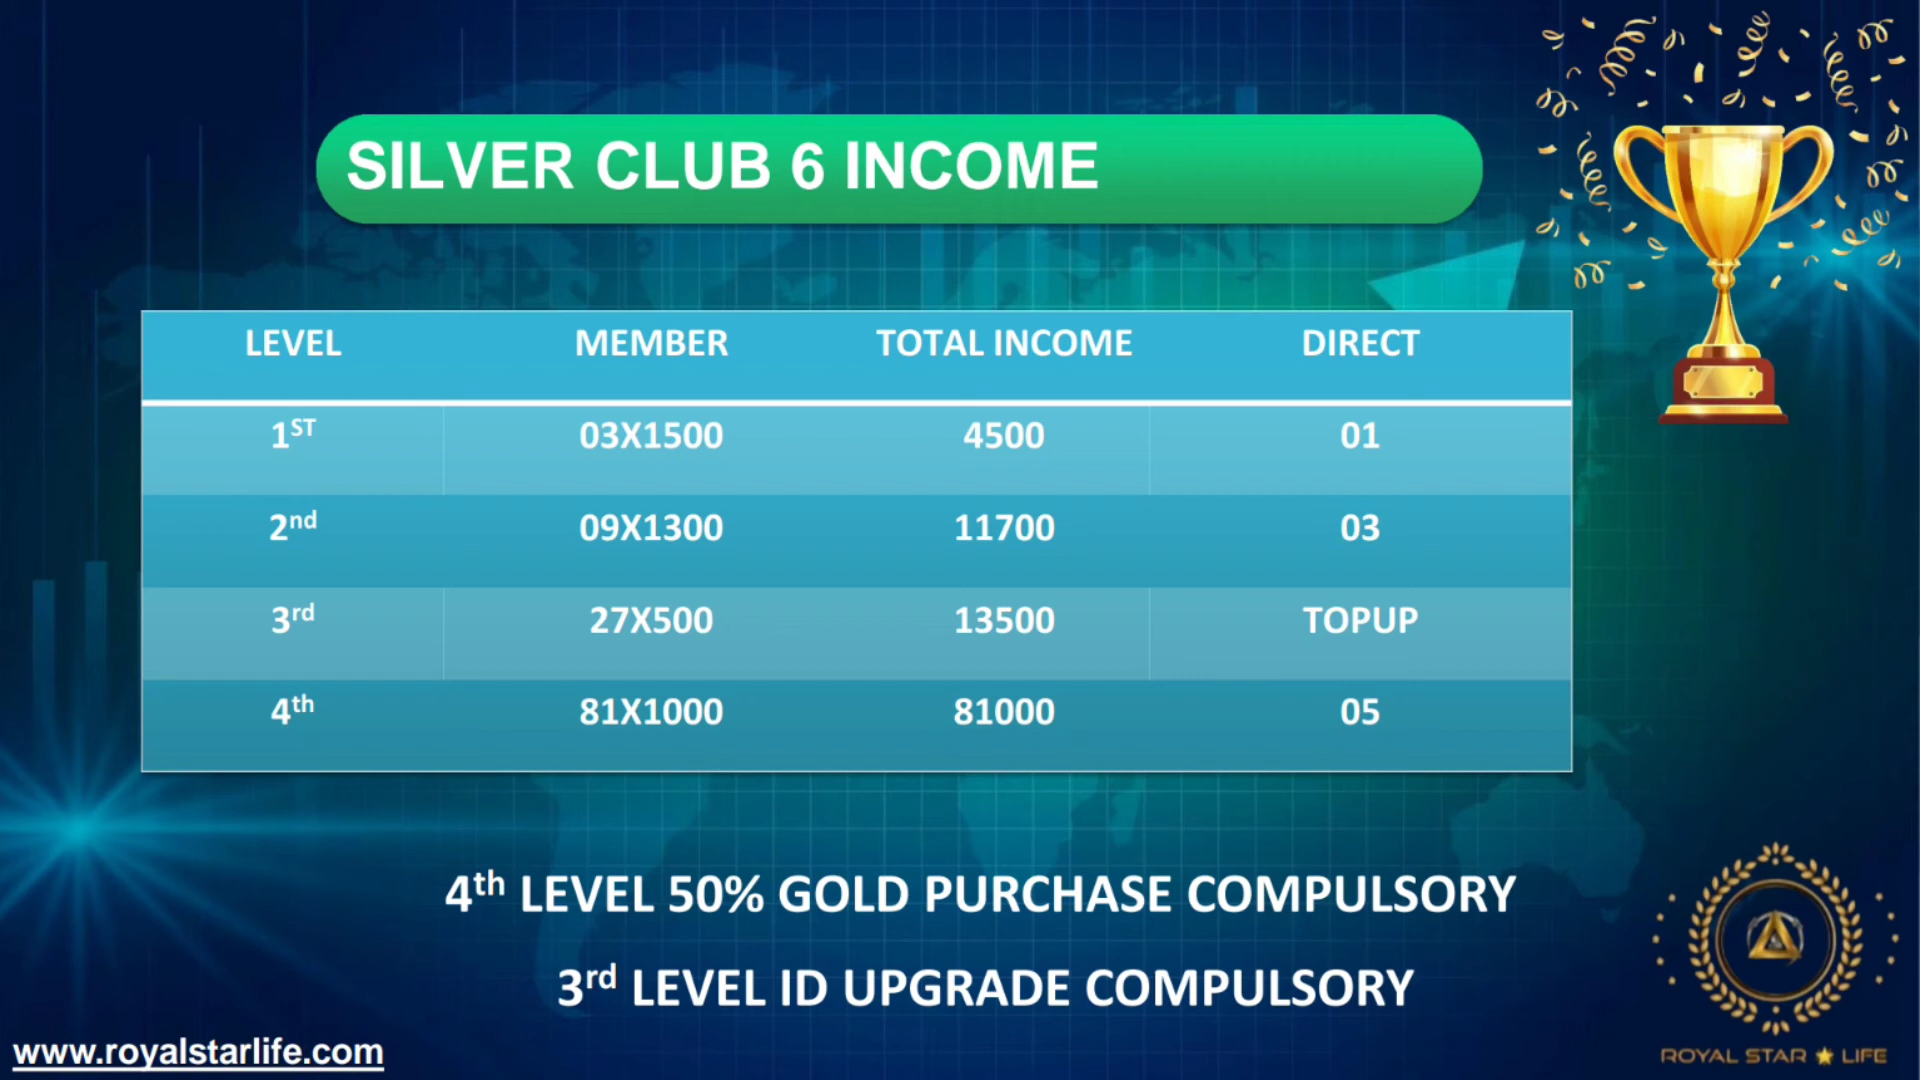 SILVER CLUB 6 INCOME
LEVEL MEMBER TOTAL INCOME DIRECT
1ST 03X1500 4500 01
2nd 09X1300 11700 03
3rd 27X500 13500 TOPUP
4th 81X1000 81000 05
4th LEVEL 50% GOLD PURCHASE COMPULSORY
3rd LEVEL ID UPGRADE COMPULSORY
www.royalstarlife.com
ROYAL STAR LIFE